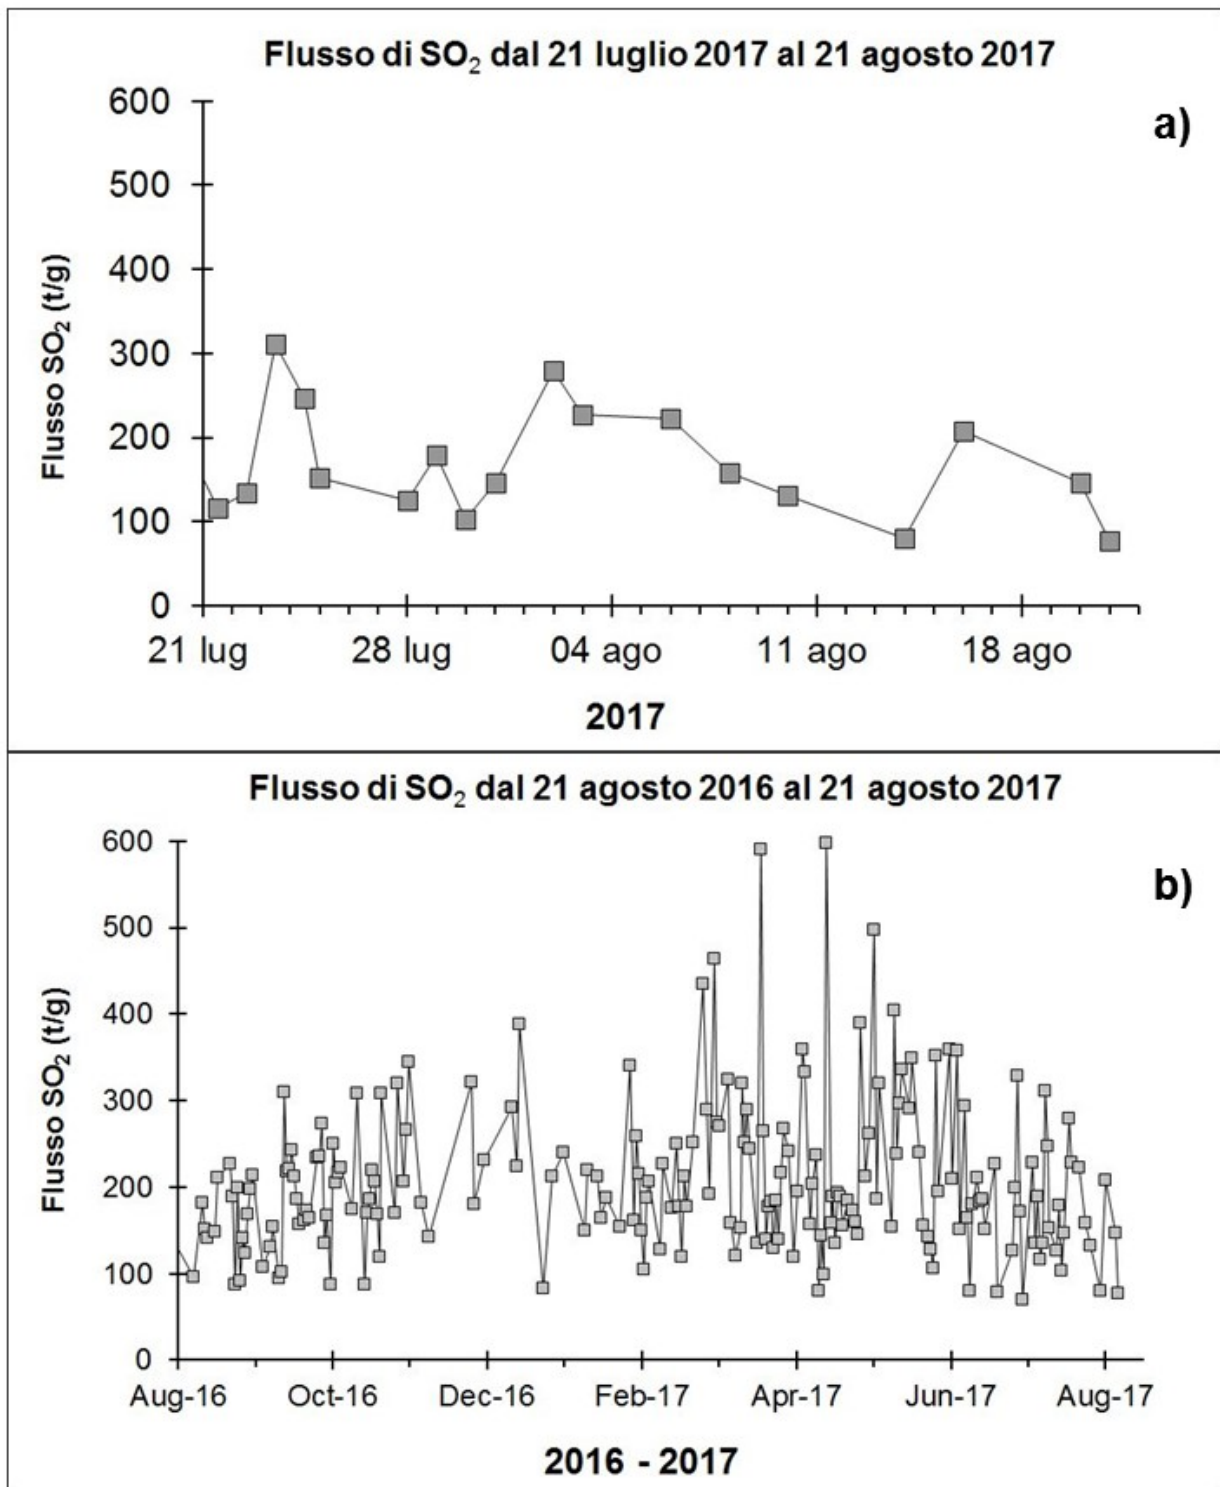 Flusso di SO₂ dal 21 luglio 2017 al 21 agosto 2017
a)
600
500
400
300
200
100
0
Flusso SO₂ (t/g)
21 lug 28 lug 04 ago 11 ago 18 ago
2017
Flusso di SO₂ dal 21 agosto 2016 al 21 agosto 2017
b)
600
500
400
300
200
100
0
Flusso SO₂ (t/g)
Aug-16 Oct-16 Dec-16 Feb-17 Apr-17 Jun-17 Aug-17
2016 - 2017